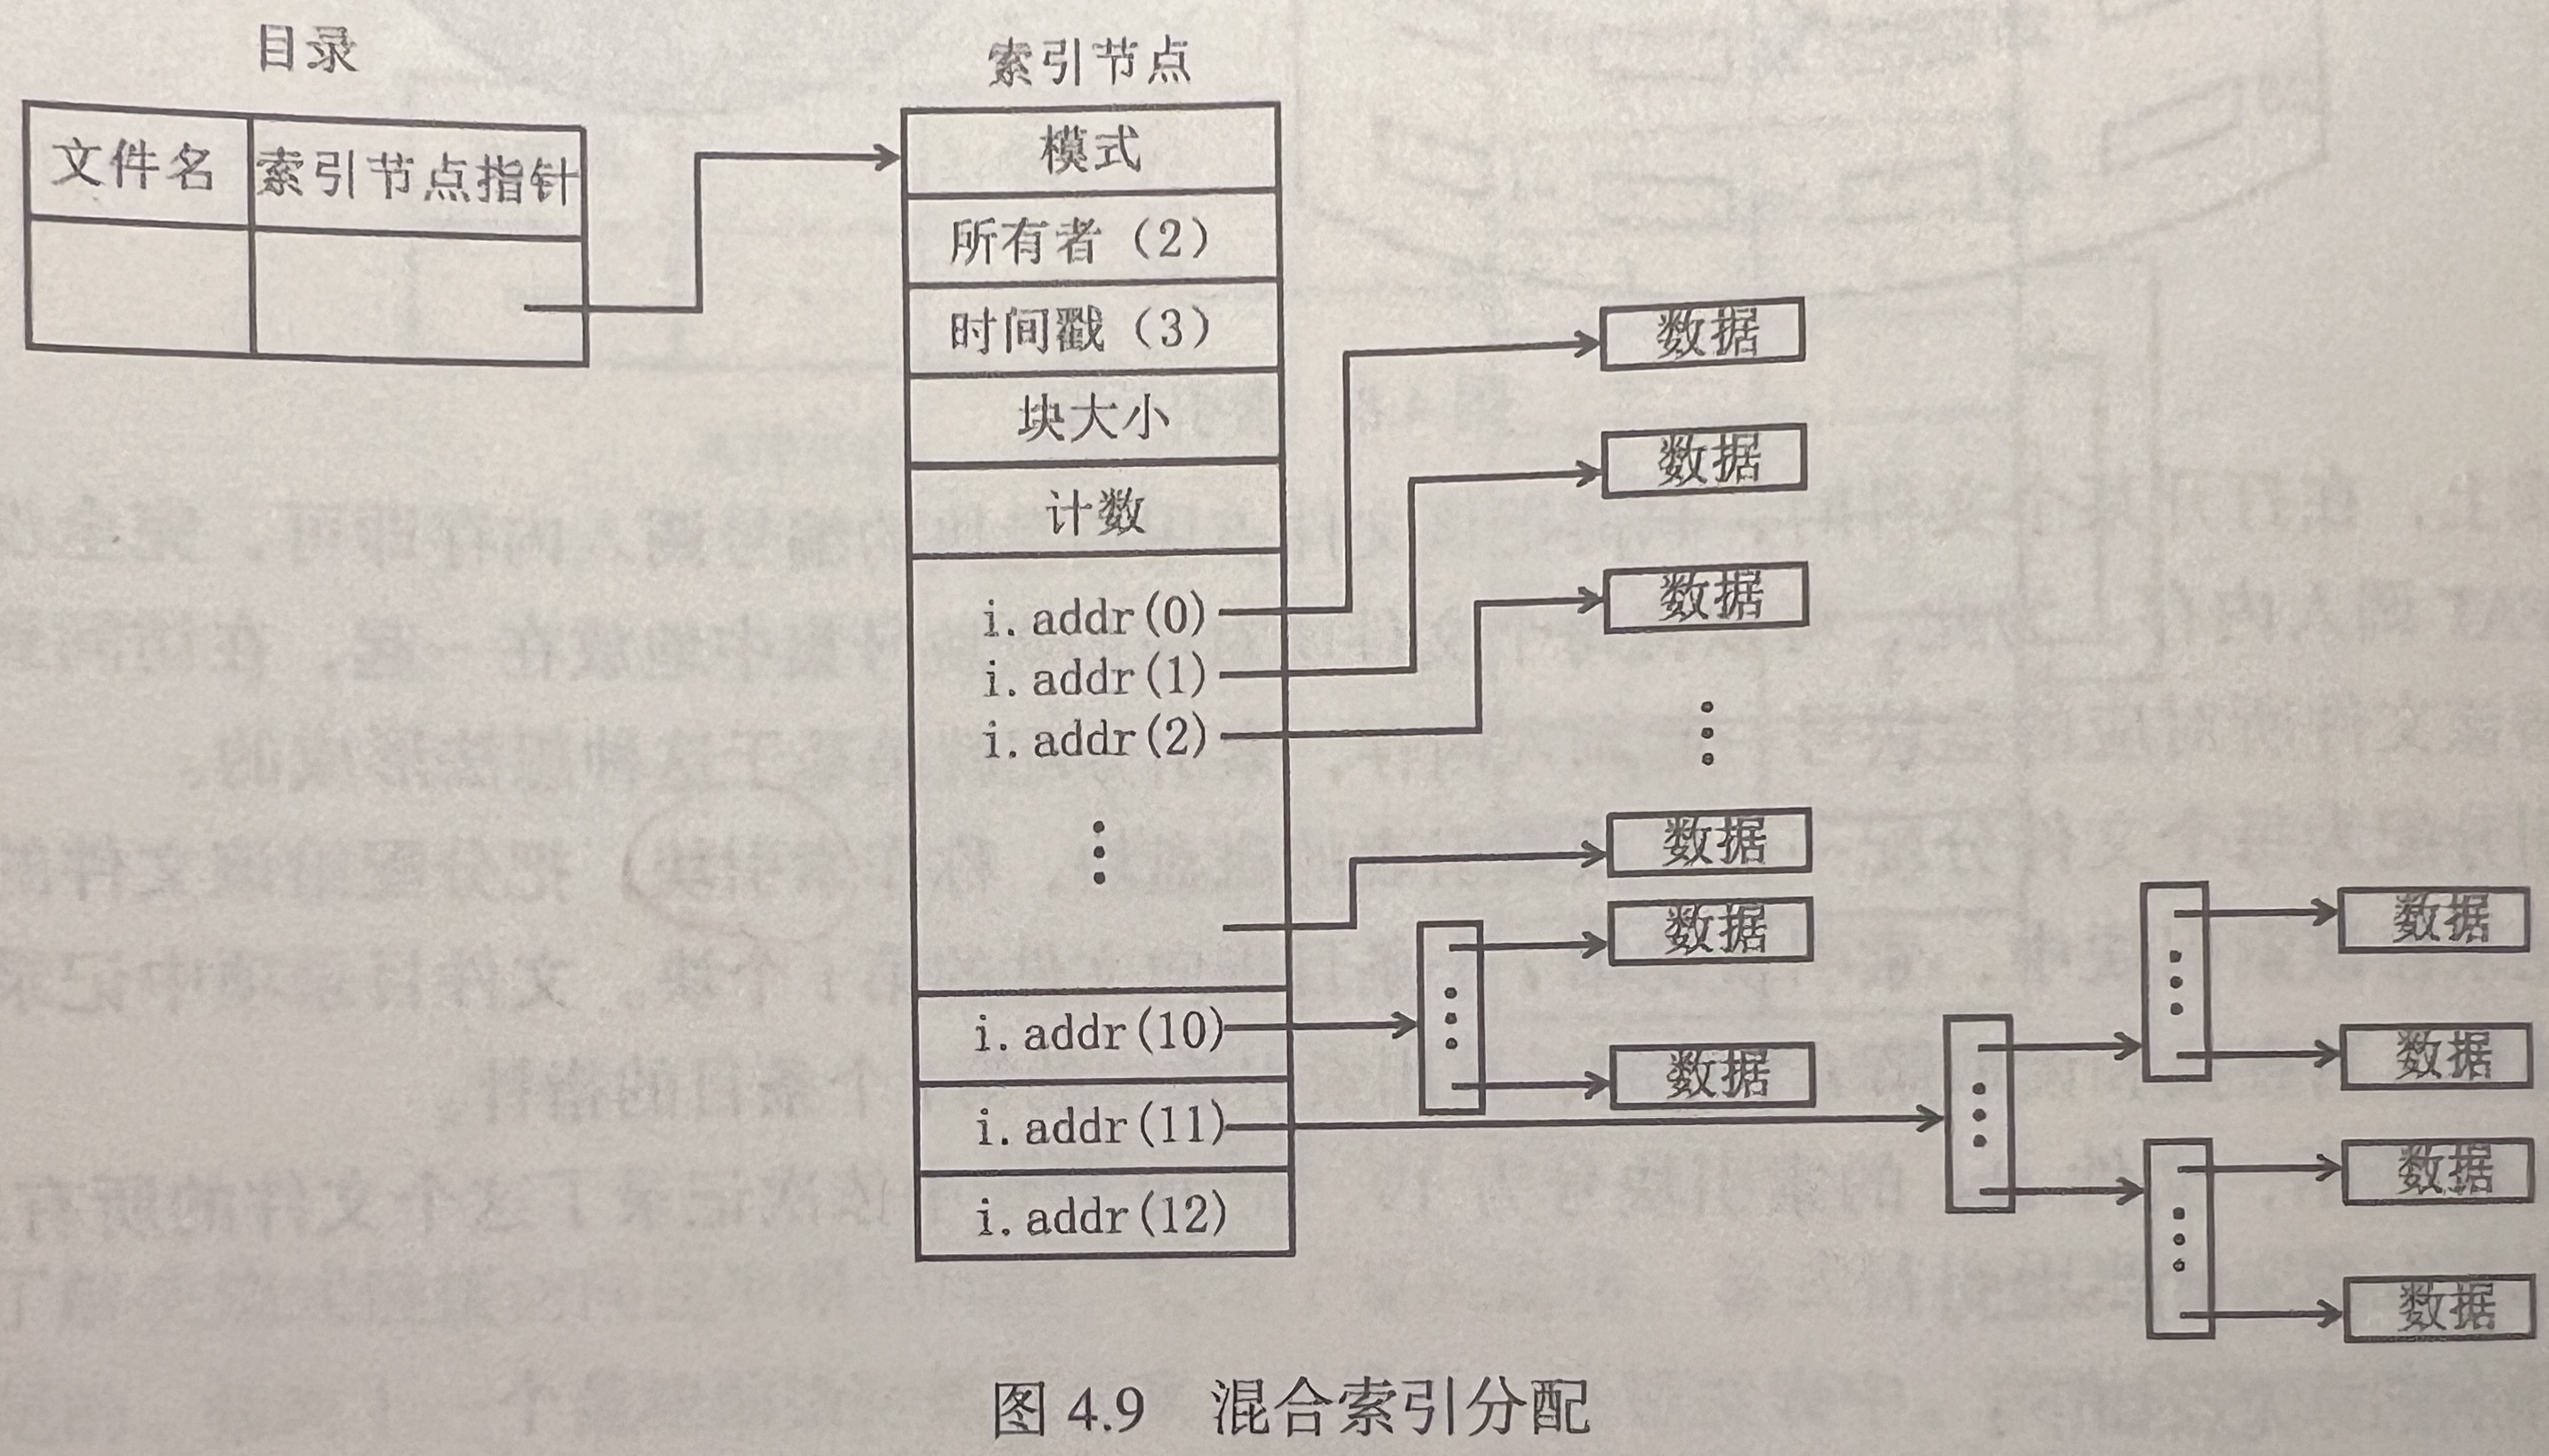 目录
文件名
索引节点指针
索引节点
模式
所有者（2）
时间戳（3）
块大小
计数
i.addr(0)
i.addr(1)
i.addr(2)
i.addr(10)
i.addr(11)
i.addr(12)
数据
数据
数据
数据
数据
数据
数据
数据
数据
数据
图 4.9 混合索引分配